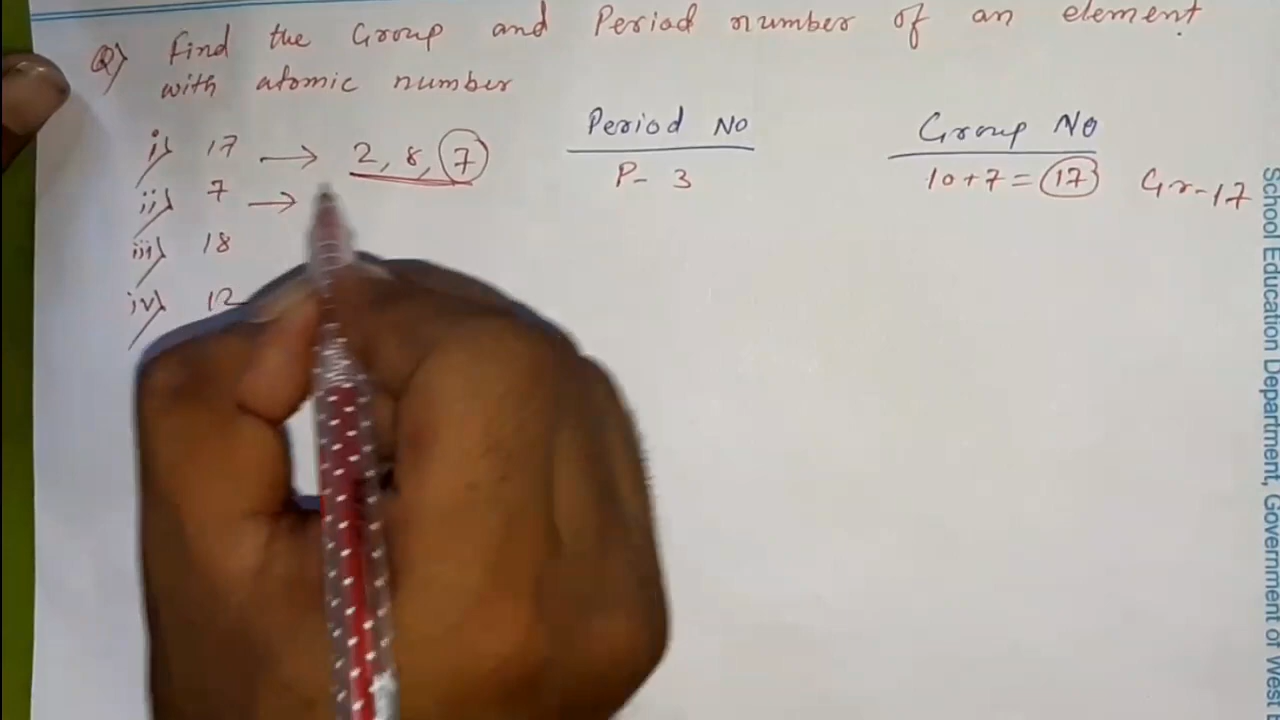 Q) Find the Group and Period number of an element
with atomic number
Period No
Group No
i) 17 → 2, 8, 7
P- 3
10+7=17 Gr-17
ii) 7 →
iii) 18
iv) 12
School Education Department, Government of West